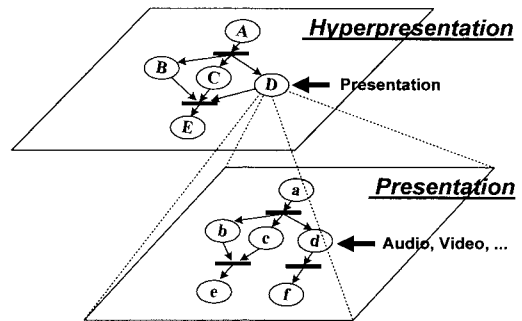 Hyperpresentation
A
B
C
D
Presentation
E
Presentation
a
b
c
d
Audio, Video, ...
e
f